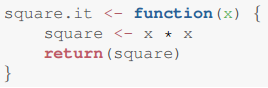 square.it <- function(x) {
    square <- x * x
    return(square)
}